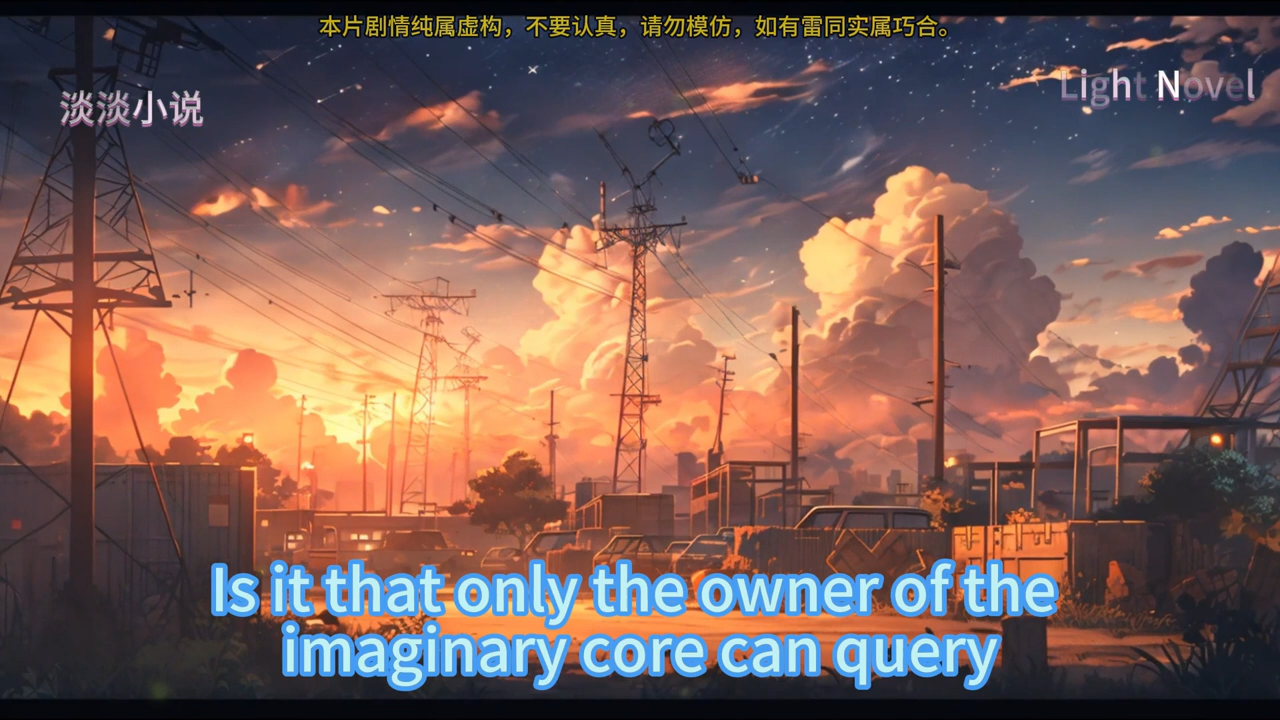 本片剧情纯属虚构，不要认真，请勿模仿，如有雷同实属巧合。
淡淡小说
Light Novel
Is it that only the owner of the
imaginary core can query